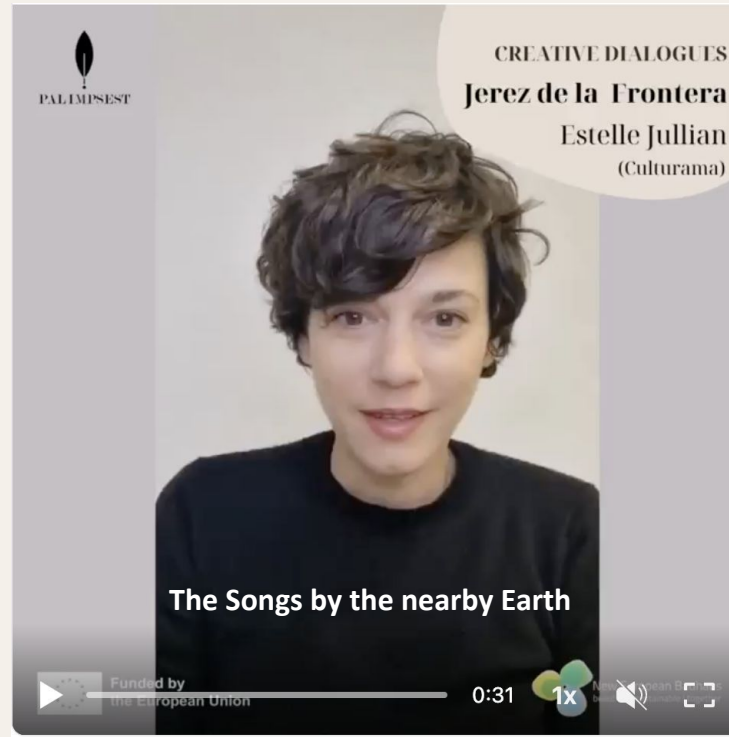 PALIMPSEST
CREATIVE DIALOGUES
Jerez de la Frontera
Estelle Jullian
(Culturama)
The Songs by the nearby Earth
Funded by
the European Union
0:31
1x